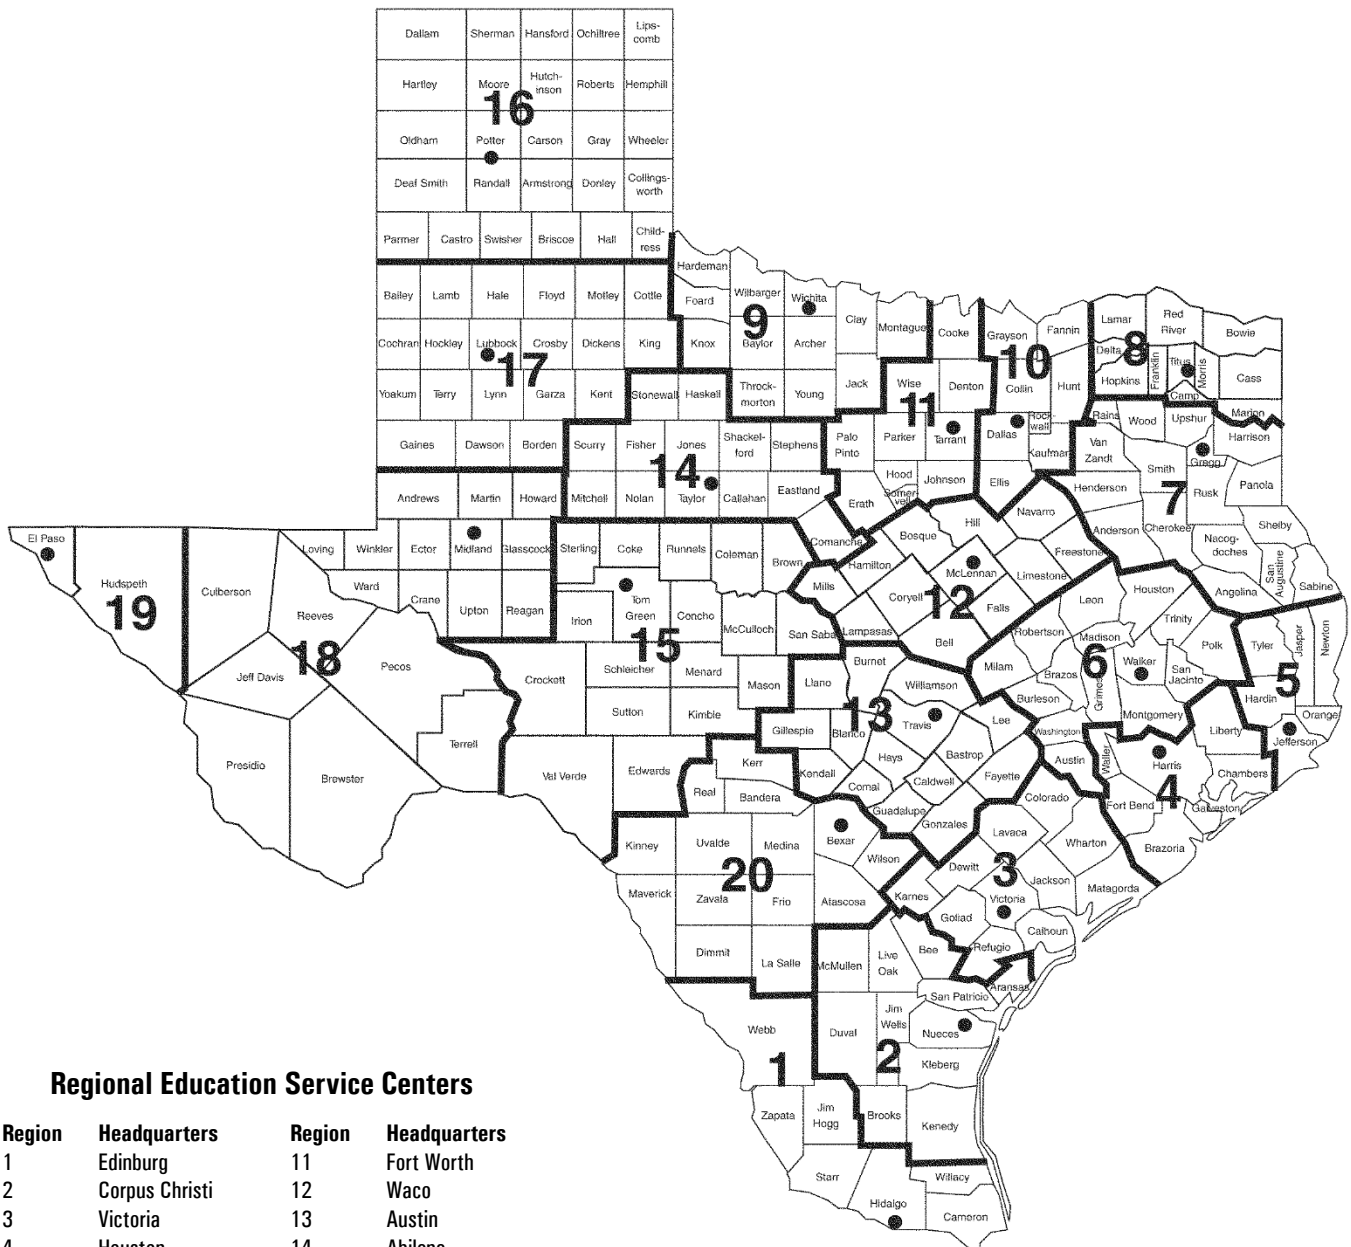 Dallam Sherman Hansford Ochiltree Lips-
comb
Hartley Moore Hutch-
inson Roberts Hemphill
16
Oldham Potter Carson Gray Wheeler
Deaf Smith Randall Armstrong Donley Collings-
worth
Parmer Castro Swisher Briscoe Hall Child-
ress
Hardeman
Bailey Lamb Hale Floyd Motley Cottle Foard Wilbarger Wichita
9
Clay Montague Cooke Grayson Fannin Lamar Red
River Bowie
Cochran Hockley Lubbock Crosby Dickens King Knox Baylor Archer
17
10
Delta 8 Franklin Titus Morris
Hopkins Camp Cass
Yoakum Terry Lynn Garza Kent Stonewall Haskell Throck-
morton Young Jack Wise Denton Collin Hunt
11
Rains Wood Upshur Marion
Gaines Dawson Borden Scurry Fisher Jones Shackel-
ford Stephens Palo
Pinto Parker Tarrant Dallas Rock-
wall Kaufman Van
Zandt Harrison
14
Smith Gregg
Andrews Martin Howard Mitchell Nolan Taylor Callahan Eastland Erath Hood Somer-
vell Johnson Ellis Henderson 7 Rusk Panola
Navarro
El Paso Loving Winkler Ector Midland Glasscock Sterling Coke Runnels Coleman Brown Comanche Bosque Hill Freestone Anderson Cherokee Nacog-
doches Shelby
San
Augustine Sabine
Hudspeth Culberson Ward Crane Upton Reagan Mills Hamilton McLennan Limestone
19
Reeves Irion Tom
Green Concho McCulloch San Saba Lampasas Coryell 12 Falls Leon Houston Angelina
15
Bell Robertson Madison Trinity
18
Jeff Davis Pecos Crockett Schleicher Menard Mason Llano Burnet Williamson Milam Brazos 6 Grimes Walker San
Jacinto Polk Tyler Jasper Newton
5
Sutton Kimble Gillespie Blanco 13 Travis Lee Burleson Montgomery Hardin Orange
Liberty Jefferson
Presidio Brewster Terrell Val Verde Edwards Kerr Kendall Hays Bastrop Washington
Austin Waller Harris Chambers
Real Bandera Comal Caldwell Fayette Colorado Fort Bend 4 Galveston
Guadalupe Gonzales
Kinney Uvalde Medina Bexar Wilson Lavaca Wharton Brazoria
20
Dewitt 3 Jackson Matagorda
Maverick Zavala Frio Atascosa Karnes Victoria
Goliad Calhoun
Dimmit La Salle McMullen Live
Oak Bee Refugio
Aransas
San Patricio
Webb Duval Jim
Wells Nueces
1
2
Kleberg
Zapata Jim
Hogg Brooks Kenedy
Starr Hidalgo Willacy
Cameron
Regional Education Service Centers
Region Headquarters Region Headquarters
1 Edinburg 11 Fort Worth
2 Corpus Christi 12 Waco
3 Victoria 13 Austin
4 Houston 14 Abilene